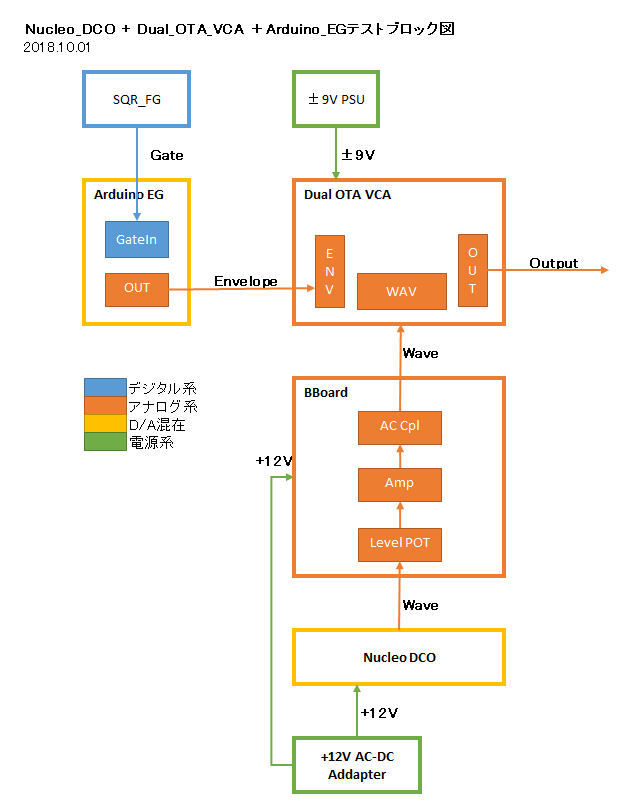 Nucleo_DCO + Dual_OTA_VCA +Arduino_EGテストブロック図
2018.10.01
SQR_FG
±9V PSU
Gate
±9V
Arduino EG
Dual OTA VCA
GateIn
ENV
OUT
Output
OUT
Envelope
WAV
Wave
デジタル系
アナログ系
D/A混在
電源系
BBoard
AC Cpl
+12V
Amp
Level POT
Wave
Nucleo DCO
+12V
+12V AC-DC
Addapter